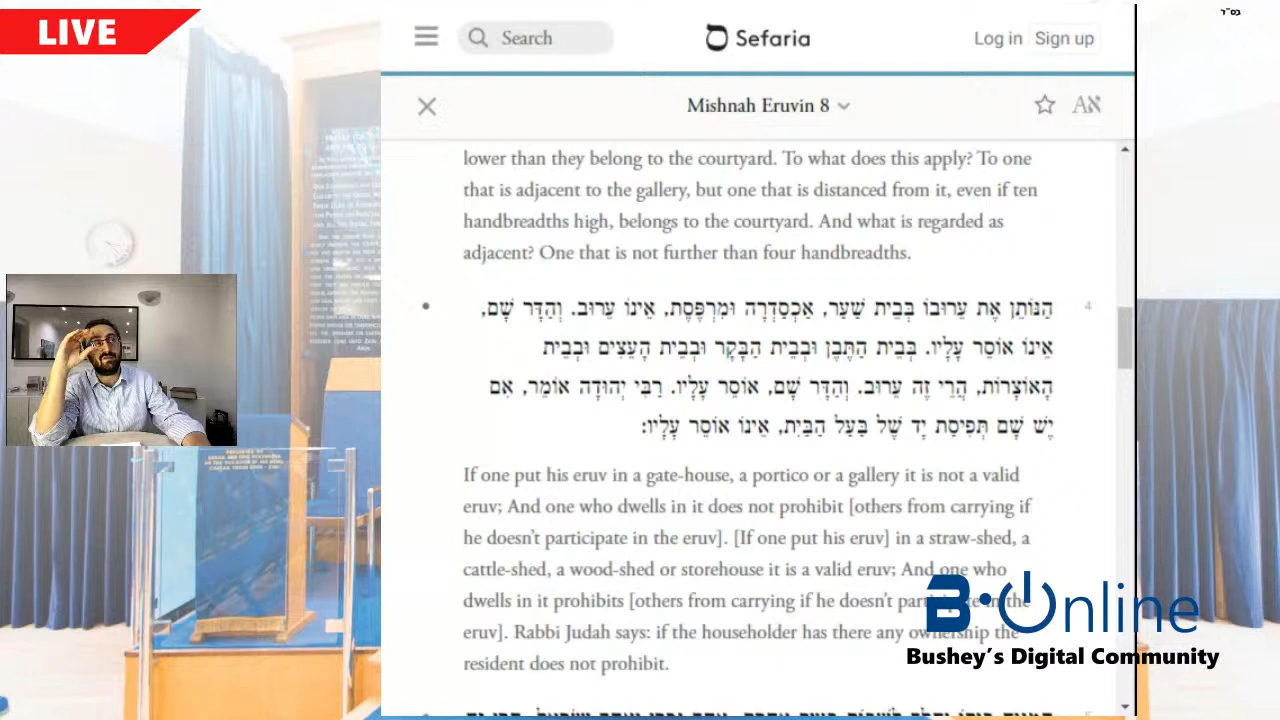 LIVE
Search
Sefaria
Log in
Sign up
בס"ד
Mishnah Eruvin 8
lower than they belong to the courtyard. To what does this apply? To one
that is adjacent to the gallery, but one that is distanced from it, even if ten
handbreadths high, belongs to the courtyard. And what is regarded as
adjacent? One that is not further than four handbreadths.
4
הַנּוֹתֵן אֶת עֵרוּבוֹ בְּבֵית שַׁעַר, אַכְסַדְרָה וּמִרְפֶּסֶת, אֵינוֹ עֵרוּב. וְהַדָּר שָׁם,
אֵינוֹ אוֹסֵר עָלָיו. בְּבֵית הַתֶּבֶן וּבְבֵית הַבָּקָר וּבְבֵית הָעֵצִים וּבְבֵית
הָאוֹצָרוֹת, הֲרֵי זֶה עֵרוּב. וְהַדָּר שָׁם, אוֹסֵר עָלָיו. רַבִּי יְהוּדָה אוֹמֵר, אִם
יֶשׁ שָׁם תְּפִיסַת יָד שֶׁל בַּעַל הַבַּיִת, אֵינוֹ אוֹסֵר עָלָיו:
If one put his eruv in a gate-house, a portico or a gallery it is not a valid
eruv; And one who dwells in it does not prohibit [others from carrying if
he doesn't participate in the eruv]. [If one put his eruv] in a straw-shed, a
cattle-shed, a wood-shed or storehouse it is a valid eruv; And one who
dwells in it prohibits [others from carrying if he doesn't participate in the
eruv]. Rabbi Judah says: if the householder has there any ownership the
resident does not prohibit.
B·Online
Bushey's Digital Community